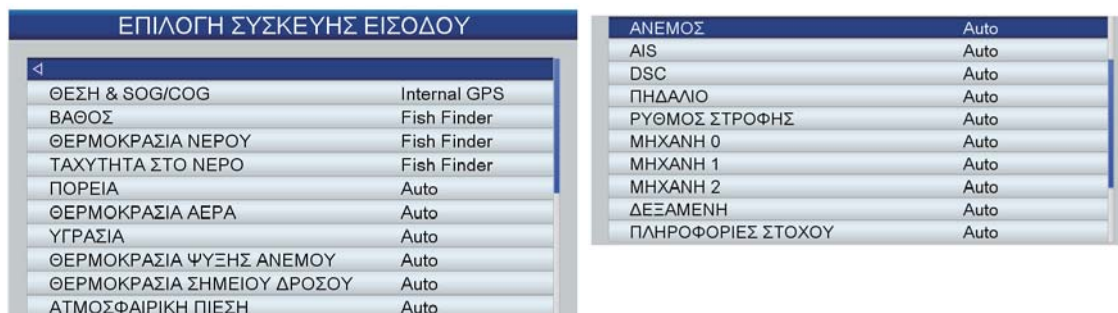 ΕΠΙΛΟΓΗ ΣΥΣΚΕΥΗΣ ΕΙΣΟΔΟΥ
ΘΕΣΗ & SOG/COG Internal GPS
ΒΑΘΟΣ Fish Finder
ΘΕΡΜΟΚΡΑΣΙΑ ΝΕΡΟΥ Fish Finder
ΤΑΧΥΤΗΤΑ ΣΤΟ ΝΕΡΟ Fish Finder
ΠΟΡΕΙΑ Auto
ΘΕΡΜΟΚΡΑΣΙΑ ΑΕΡΑ Auto
ΥΓΡΑΣΙΑ Auto
ΘΕΡΜΟΚΡΑΣΙΑ ΨΥΞΗΣ ΑΝΕΜΟΥ Auto
ΘΕΡΜΟΚΡΑΣΙΑ ΣΗΜΕΙΟΥ ΔΡΟΣΟΥ Auto
ΑΤΜΟΣΦΑΙΡΙΚΗ ΠΙΕΣΗ Auto
ΑΝΕΜΟΣ Auto
AIS Auto
DSC Auto
ΠΗΔΑΛΙΟ Auto
ΡΥΘΜΟΣ ΣΤΡΟΦΗΣ Auto
ΜΗΧΑΝΗ 0 Auto
ΜΗΧΑΝΗ 1 Auto
ΜΗΧΑΝΗ 2 Auto
ΔΕΞΑΜΕΝΗ Auto
ΠΛΗΡΟΦΟΡΙΕΣ ΣΤΟΧΟΥ Auto